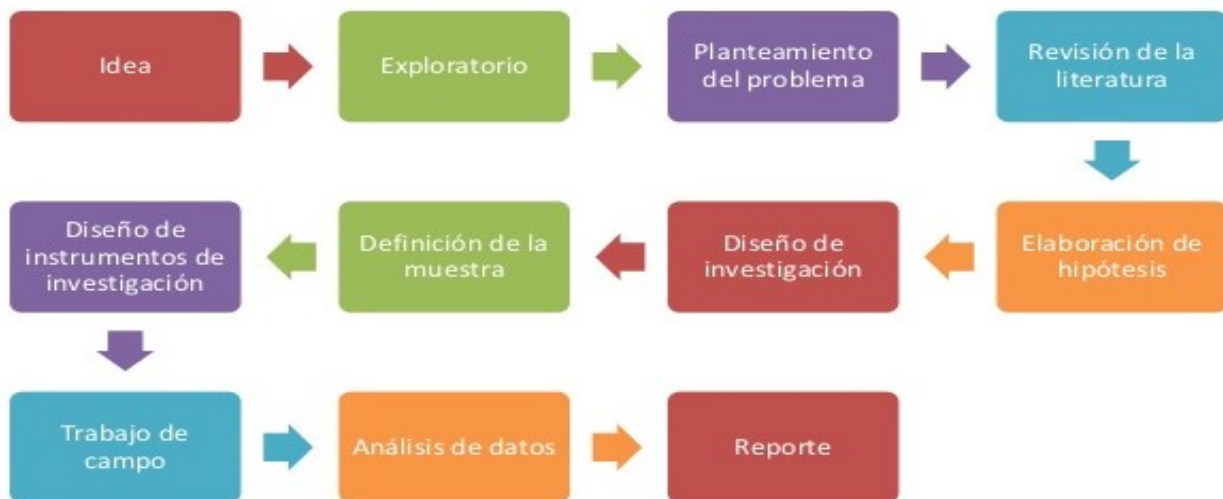 Idea
Exploratorio
Planteamiento
del problema
Revisión de la
literatura
Elaboración de
hipótesis
Diseño de
investigación
Definición de la
muestra
Diseño de
instrumentos de
investigación
Trabajo de
campo
Análisis de datos
Reporte